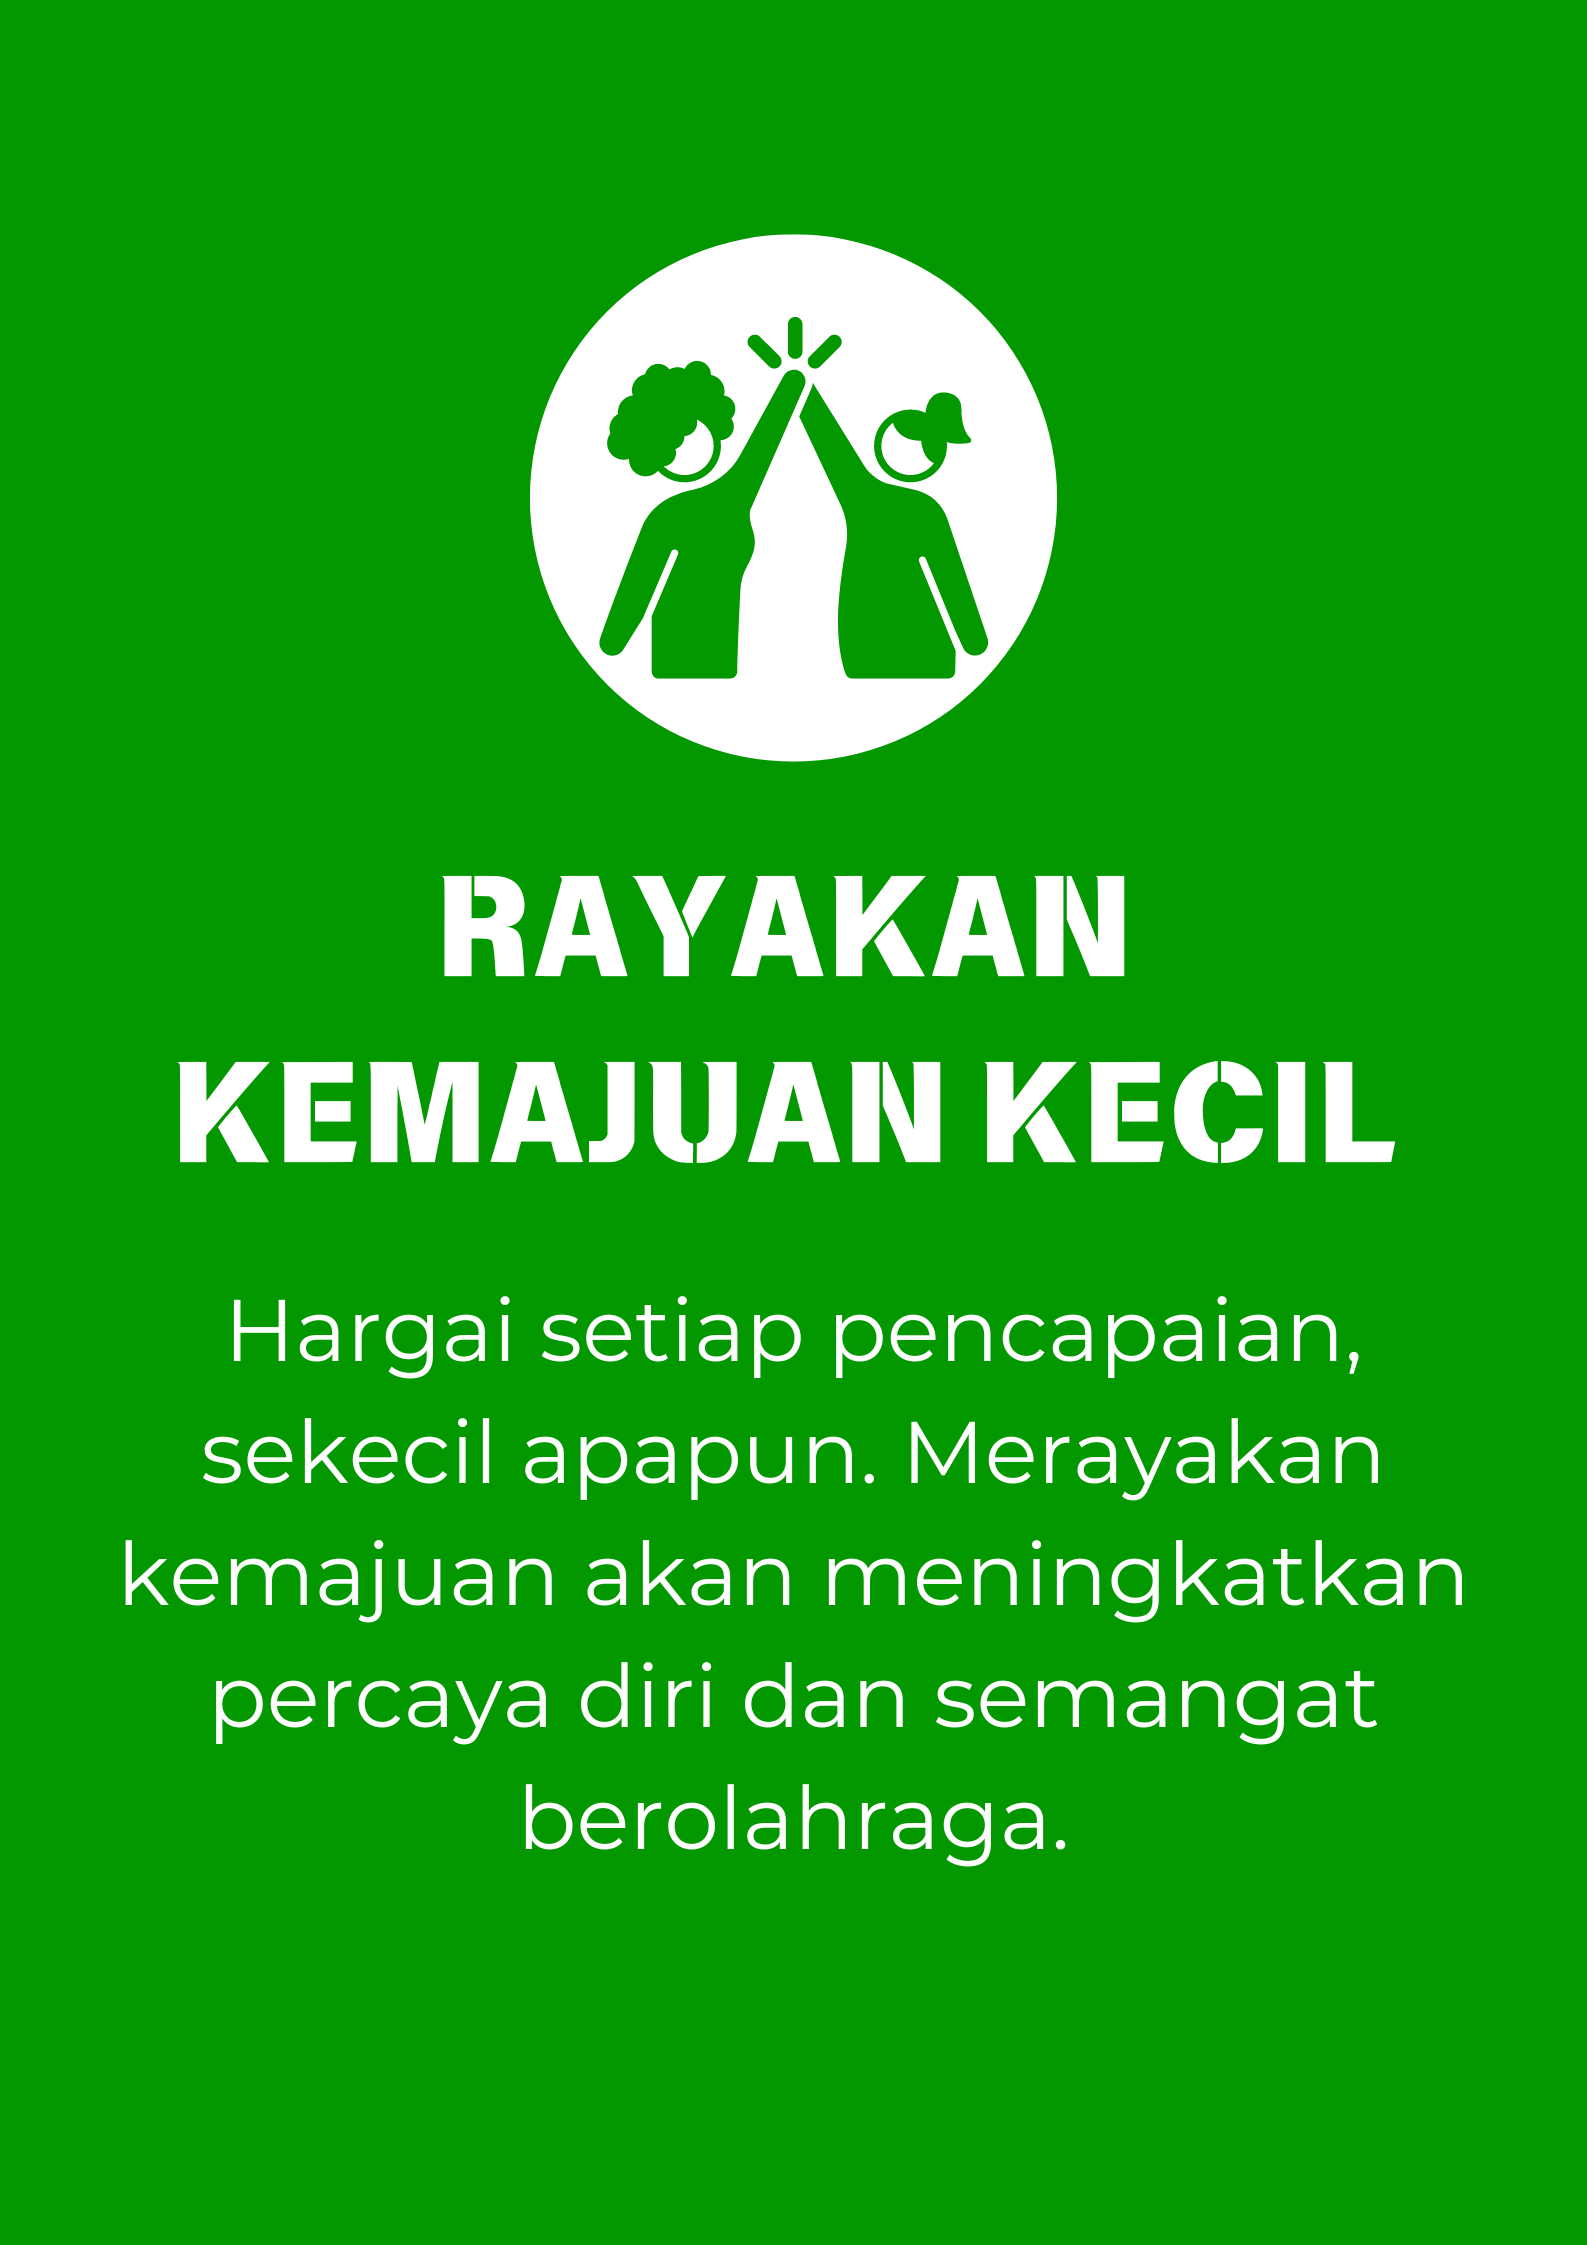 RAYAKAN
KEMAJUAN KECIL
Hargai setiap pencapaian,
sekecil apapun. Merayakan
kemajuan akan meningkatkan
percaya diri dan semangat
berolahraga.